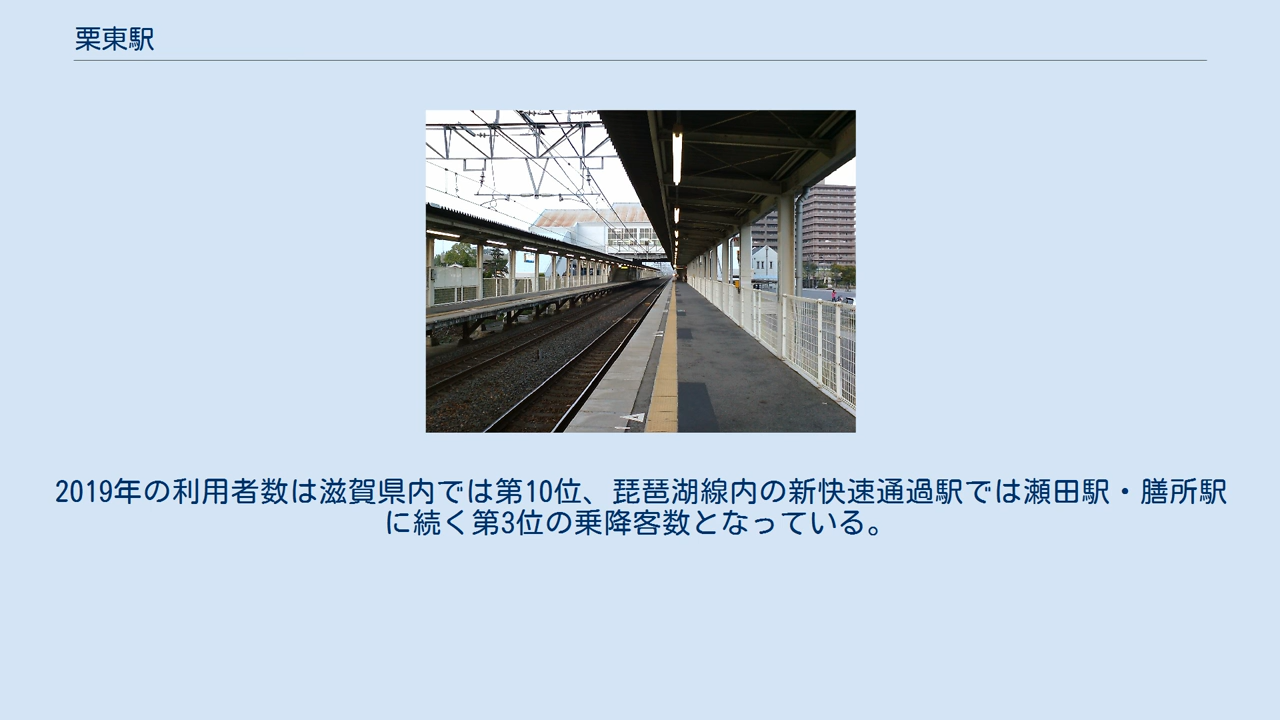 栗東駅
2019年の利用者数は滋賀県内では第10位、琵琶湖線内の新快速通過駅では瀬田駅・膳所駅
に続く第3位の乗降客数となっている。